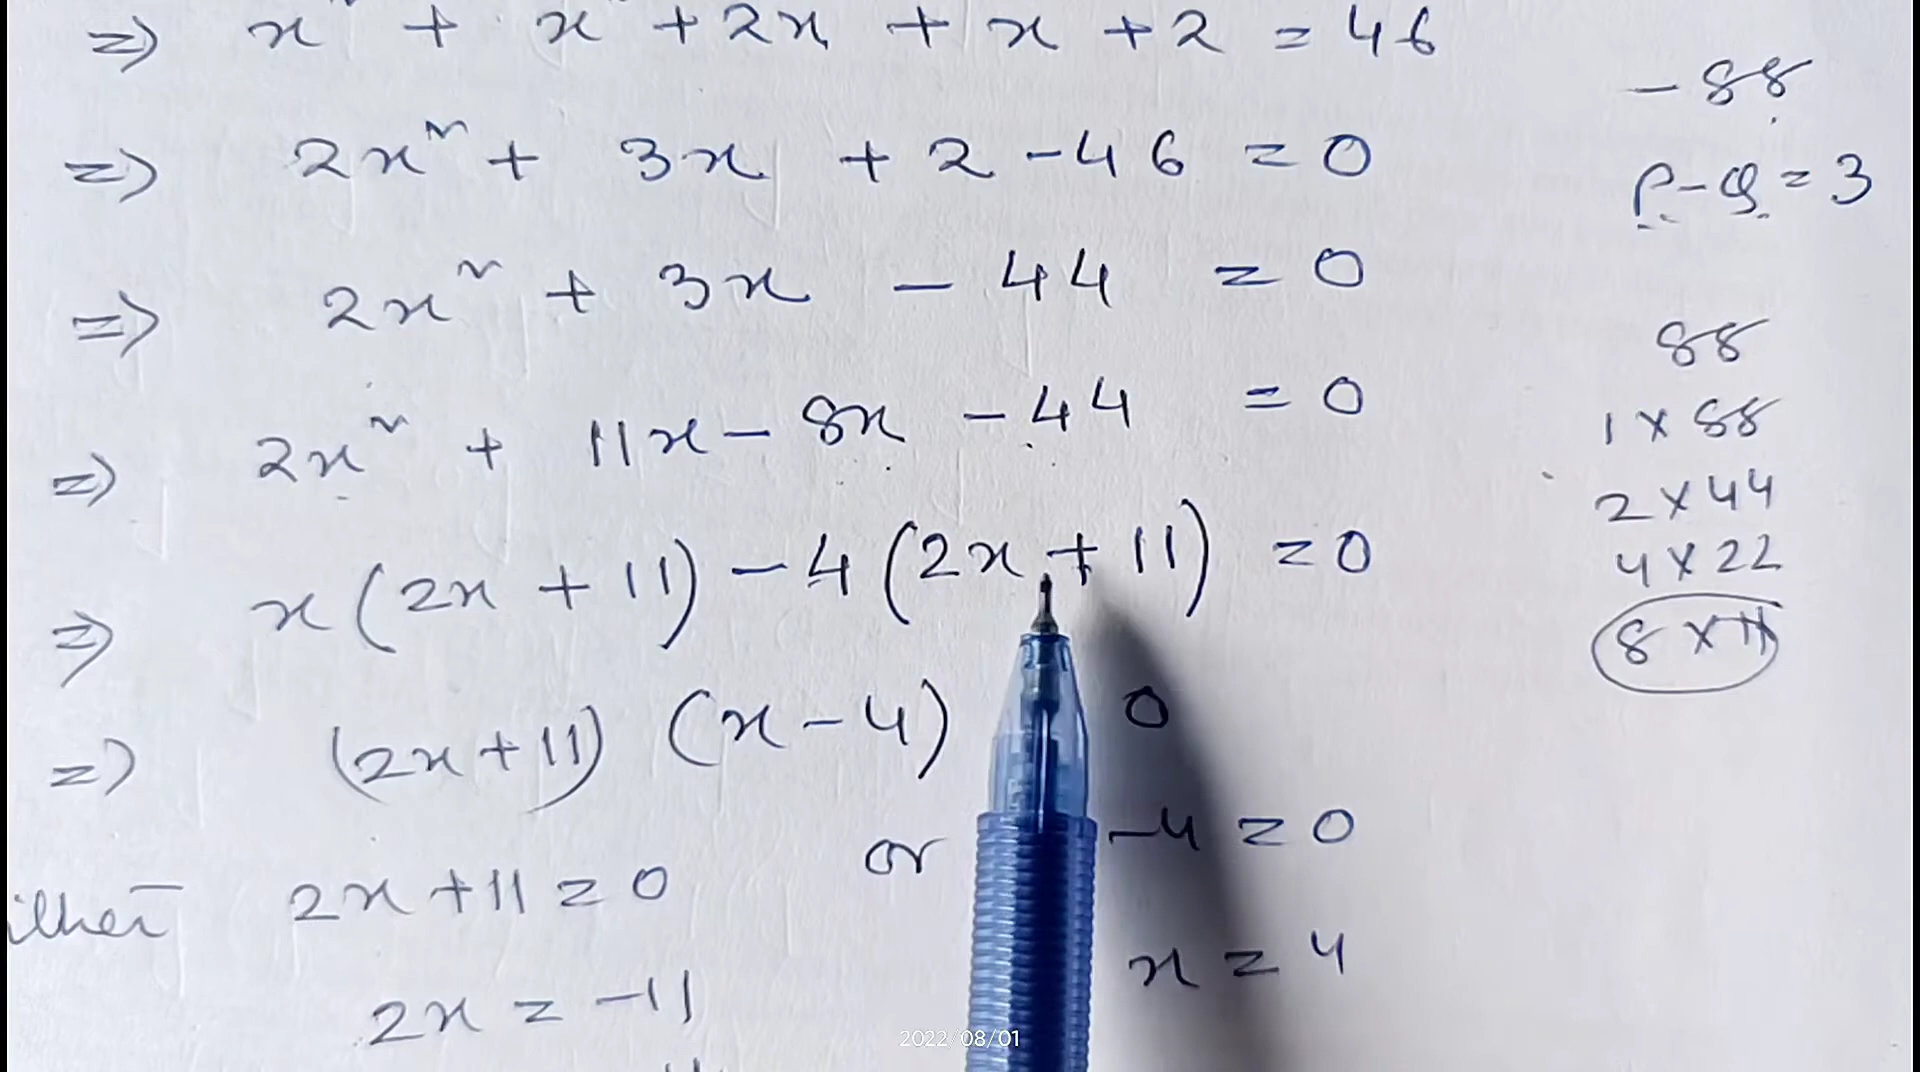 => x² + x² + 2x + x + 2 = 46
=> 2x² + 3x + 2 - 46 = 0
=> 2x² + 3x - 44 = 0
=> 2x² + 11x - 8x - 44 = 0
=> x(2x + 11) - 4(2x + 11) = 0
=> (2x+11) (x-4) 0
2x+11=0 or -4=0
2x = -11 x=4
-88
P-Q=3
88
1 x 88
2 x 44
4 x 22
8 x 11
2022/08/01